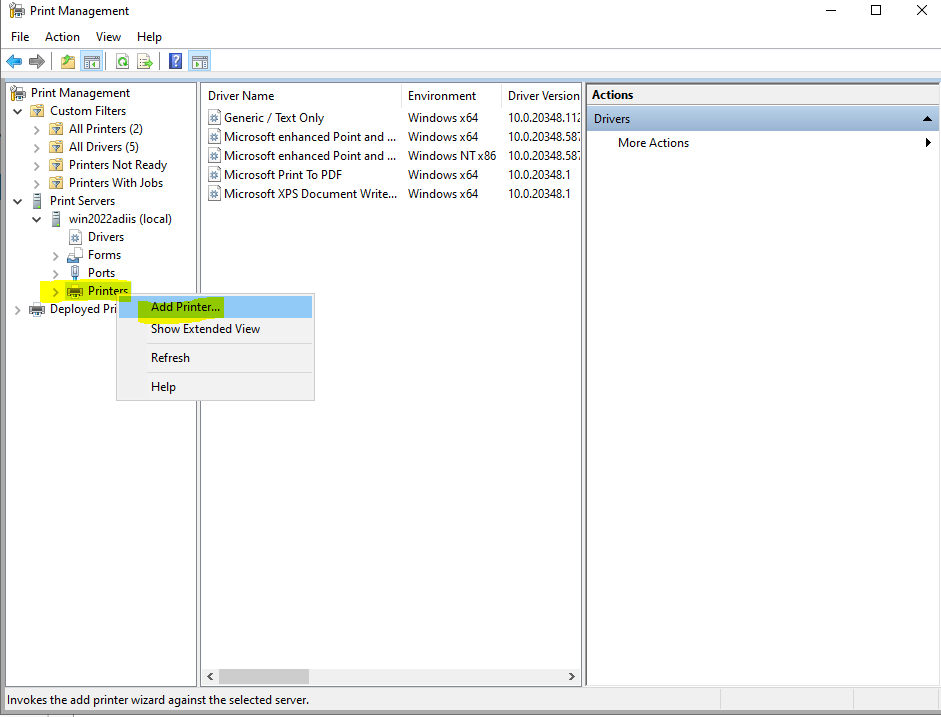 Print Management
File Action View Help
Print Management
Custom Filters
All Printers (2)
All Drivers (5)
Printers Not Ready
Printers With Jobs
Print Servers
win2022adiis (local)
Drivers
Forms
Ports
Printers
Deployed Pri
Add Printer...
Show Extended View
Refresh
Help
Driver Name Environment Driver Version
Generic / Text Only Windows x64 10.0.20348.112
Microsoft enhanced Point and ... Windows x64 10.0.20348.587
Microsoft enhanced Point and ... Windows NT x86 10.0.20348.587
Microsoft Print To PDF Windows x64 10.0.20348.1
Microsoft XPS Document Write... Windows x64 10.0.20348.1
Actions
Drivers
More Actions
Invokes the add printer wizard against the selected server.